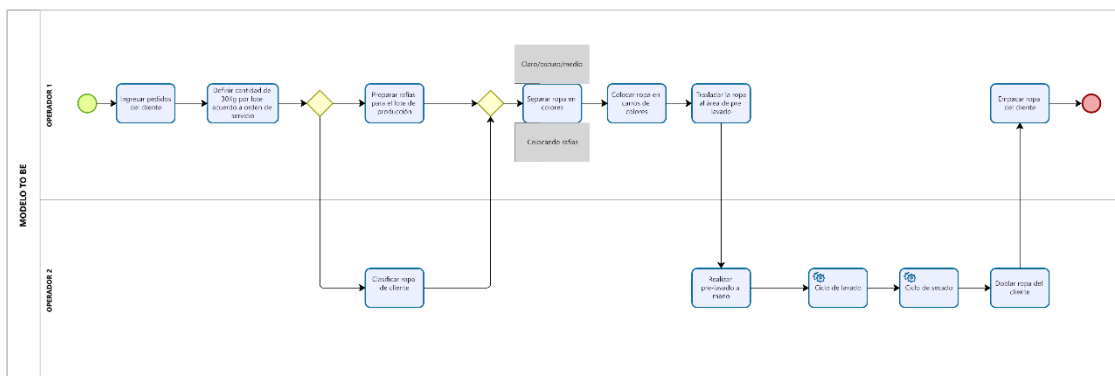 MODELO TO BE
OPERADOR 1
Ingresar pedidos
del cliente
Definir cantidad de
30Kg por lote
acuerdo a orden de
servicio
Preparar rafias
para el lote de
producción
Claro/oscuro/medio
Separar ropa en
colores
Colocando rafias
Colocar ropa en
carros de
colores
Trasladar la ropa
al área de pre
lavado
Empacar ropa
del cliente
OPERADOR 2
Clasificar ropa
de cliente
Realizar
pre-lavado a
mano
Ciclo de lavado
Ciclo de secado
Doblar ropa del
cliente